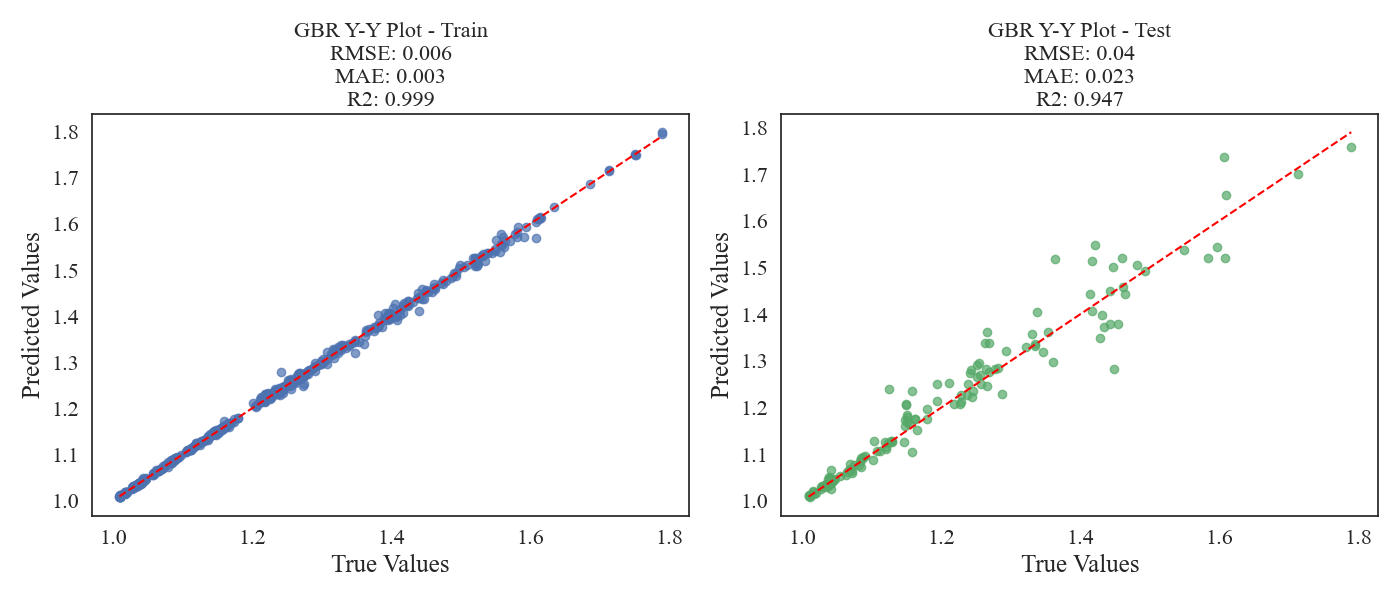 GBR Y-Y Plot - Train
RMSE: 0.006
MAE: 0.003
R2: 0.999
1.8
1.7
1.6
1.5
1.4
1.3
1.2
1.1
1.0
Predicted Values
1.0 1.2 1.4 1.6 1.8
True Values
GBR Y-Y Plot - Test
RMSE: 0.04
MAE: 0.023
R2: 0.947
1.8
1.7
1.6
1.5
1.4
1.3
1.2
1.1
1.0
Predicted Values
1.0 1.2 1.4 1.6 1.8
True Values